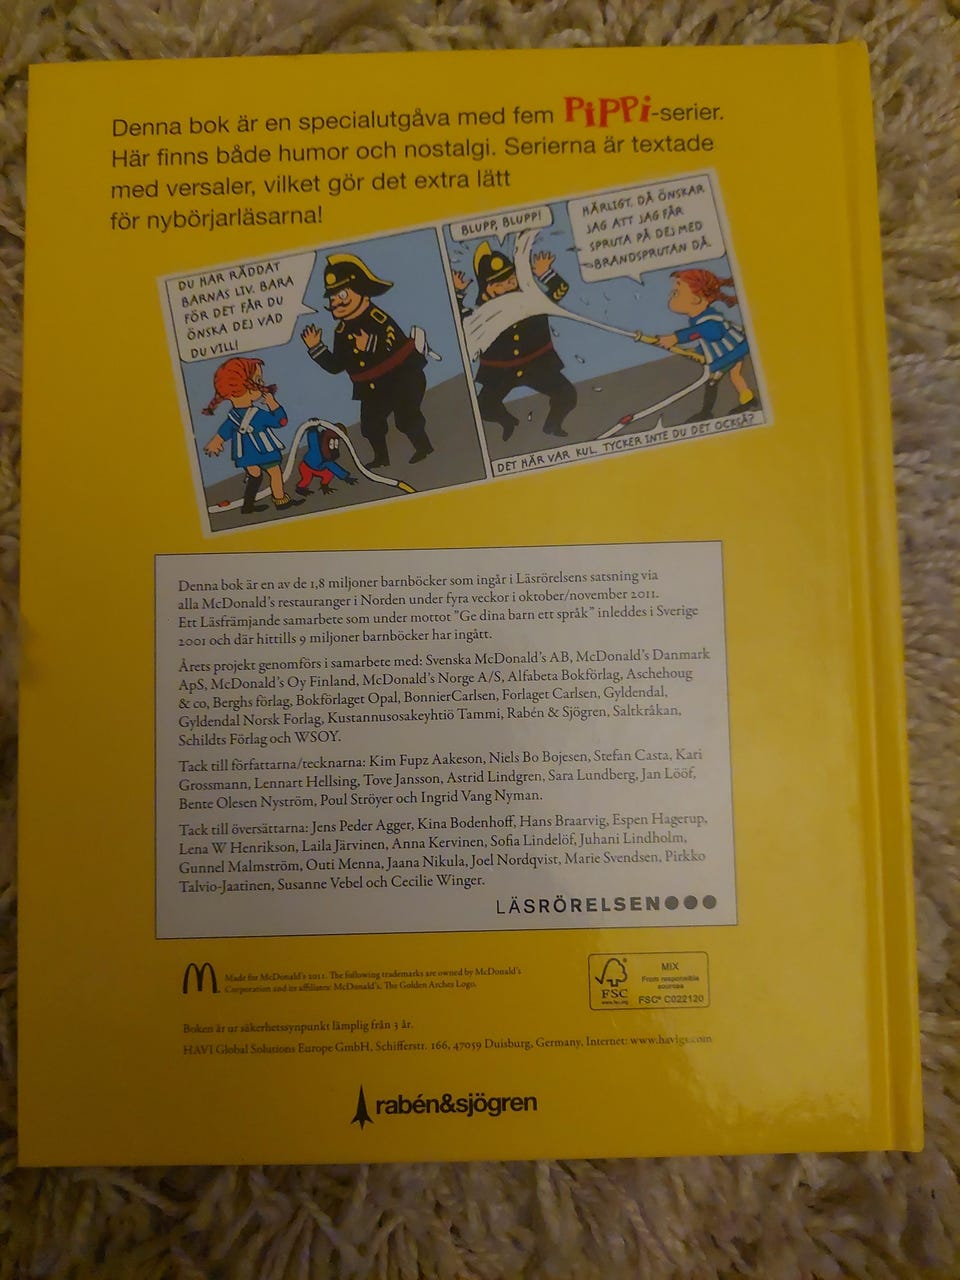 Denna bok är en specialutgåva med fem PiPPi-serier.
Här finns både humor och nostalgi. Serierna är textade
med versaler, vilket gör det extra lätt
för nybörjarläsarna!
DU HAR RÄDDAT
BARNAS LIV. BARA
FÖR DET FÅR DU
ÖNSKA DEJ VAD
DU VILL!
BLUPP, BLUPP!
HÄRLIGT. DÅ ÖNSKAR
JAG ATT JAG FÅR
SPRUTA PÅ DEJ MED
BRANDSPRUTAN DÅ.
DET HÄR VAR KUL. TYCKER INTE DU DET OCKSÅ?
Denna bok är en av de 1,8 miljoner barnböcker som ingår i Läsrörelsens satsning via
alla McDonald's restauranger i Norden under fyra veckor i oktober/november 2011.
Ett Läsfrämjande samarbete som under mottot "Ge dina barn ett språk" inleddes i Sverige
2001 och där hittills 9 miljoner barnböcker har ingått.
Årets projekt genomförs i samarbete med: Svenska McDonald's AB, McDonald's Danmark
ApS, McDonald's Oy Finland, McDonald's Norge A/S, Alfabeta Bokförlag, Aschehoug
& co, Berghs förlag, Bokförlaget Opal, BonnierCarlsen, Forlaget Carlsen, Gyldendal,
Gyldendal Norsk Forlag, Kustannusosakeyhtiö Tammi, Rabén & Sjögren, Saltkråkan,
Schildts Förlag och WSOY.
Tack till författarna/tecknarna: Kim Fupz Aakeson, Niels Bo Bojesen, Stefan Casta, Kari
Grossmann, Lennart Hellsing, Tove Jansson, Astrid Lindgren, Sara Lundberg, Jan Lööf,
Bente Olesen Nyström, Poul Ströyer och Ingrid Vang Nyman.
Tack till översättarna: Jens Peder Agger, Kina Bodenhoff, Hans Braarvig, Espen Hagerup,
Lena W Henrikson, Laila Järvinen, Anna Kervinen, Sofia Lindelöf, Juhani Lindholm,
Gunnel Malmström, Outi Menna, Jaana Nikula, Joel Nordqvist, Marie Svendsen, Pirkko
Talvio-Jaatinen, Susanne Vebel och Cecilie Winger.
LÄSRÖRELSEN
Made for McDonald's 2011. The following trademarks are owned by McDonald's
Corporation and its affiliates: McDonald's, The Golden Arches Logo.
FSC
www.fsc.org
MIX
From responsible
sources
FSC® C022120
Boken är ur säkerhetssynpunkt lämplig från 3 år.
HAVI Global Solutions Europe GmbH, Schifferstr. 166, 47059 Duisburg, Germany, Internet: www.havigs.com
rabén&sjögren